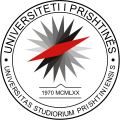 UNIVERSITETI I PRISHTINËS
1970 MCMLXX
UNIVERSITAS STUDIORUM PRISHTINIENSIS